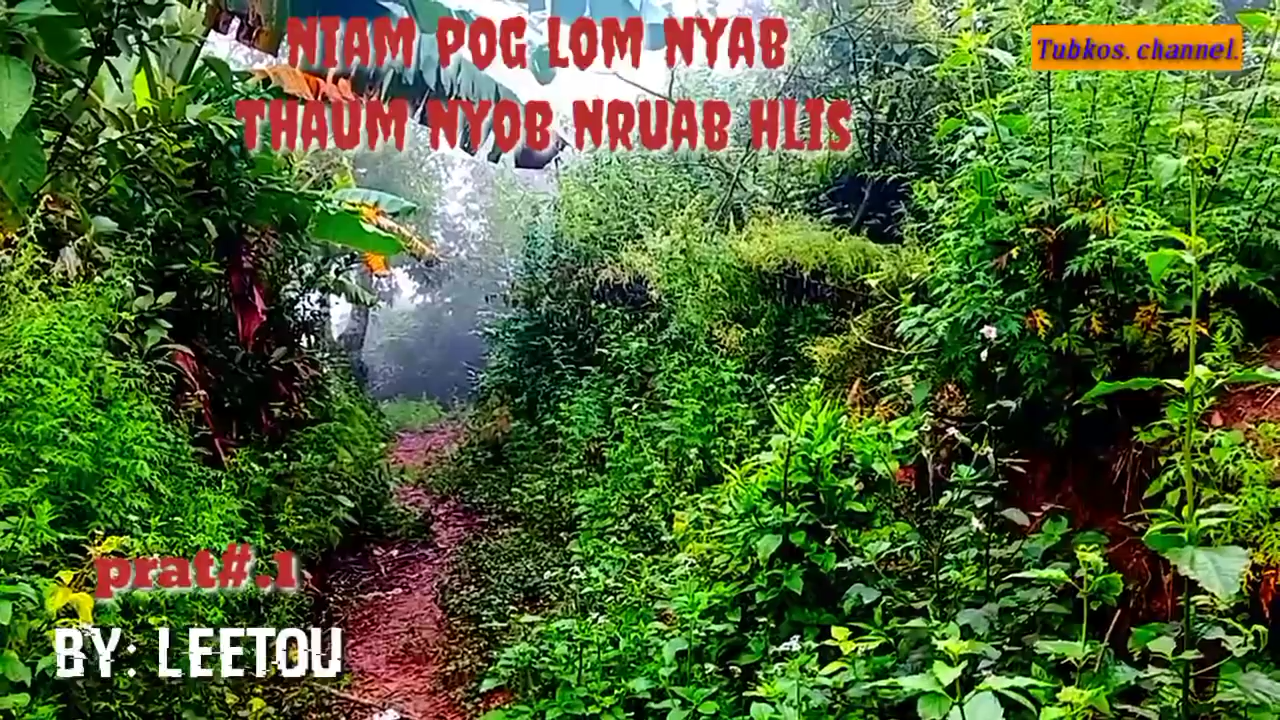 NIAM POG LOM NYAB
THAUM NYOB NRUAB HLIS
Tubkos.channel.
prat#.1
BY: LEETOU